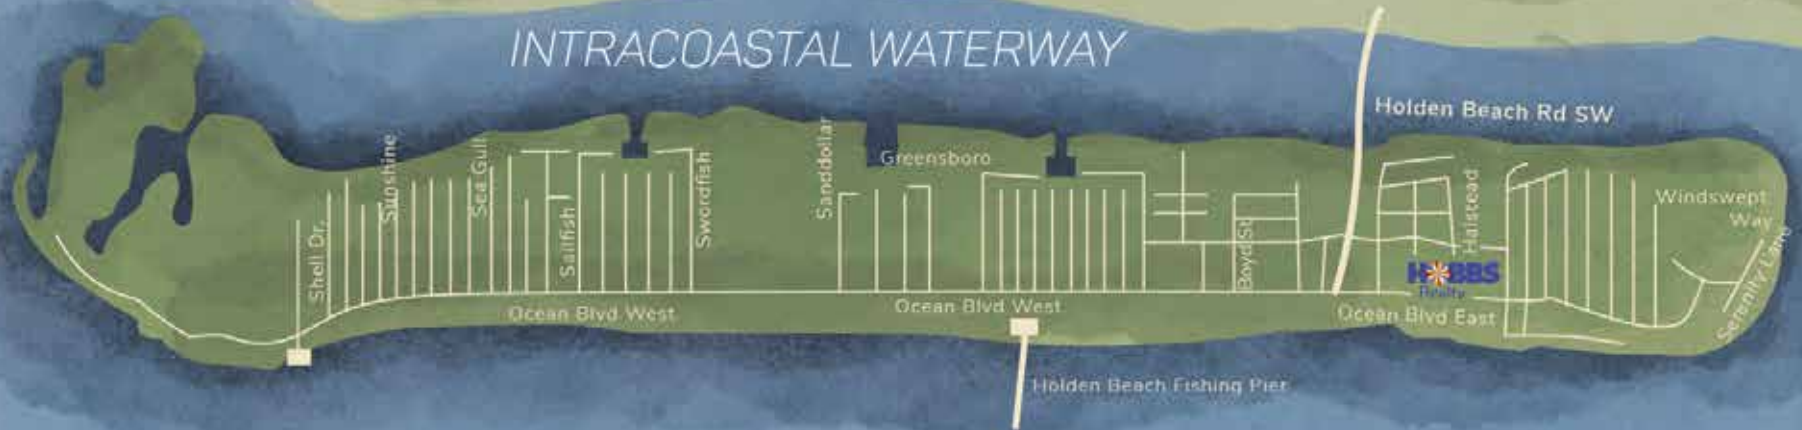 INTRACOASTAL WATERWAY
Holden Beach Rd SW
Sunshine
Sea Gull
Sandollar
Greensboro
Swordfish
Halstead
Windswept
Way
Shell Dr.
Sailfish
Boyd St
HOBBS
Realty
Serenity Lane
Ocean Blvd West
Ocean Blvd West
Ocean Blvd East
Holden Beach Fishing Pier